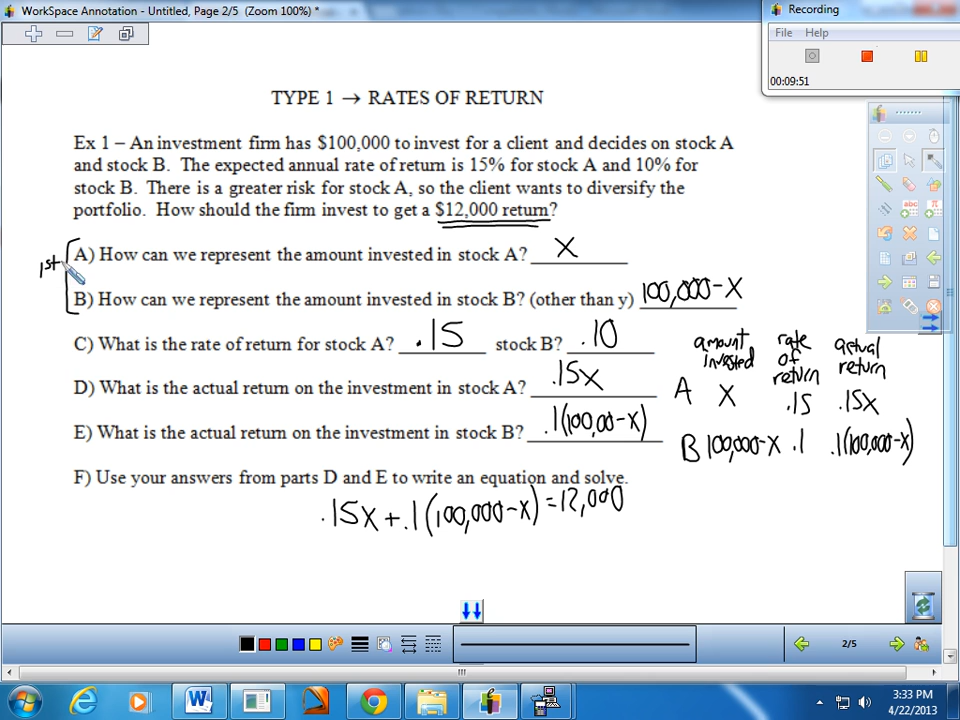 WorkSpace Annotation - Untitled, Page 2/5 (Zoom 100%) *
Recording
File Help
00:09:51
TYPE 1 → RATES OF RETURN
Ex 1 – An investment firm has $100,000 to invest for a client and decides on stock A
and stock B. The expected annual rate of return is 15% for stock A and 10% for
stock B. There is a greater risk for stock A, so the client wants to diversify the
portfolio. How should the firm invest to get a $12,000 return?
1st
A) How can we represent the amount invested in stock A? x
B) How can we represent the amount invested in stock B? (other than y) 100,000-x
C) What is the rate of return for stock A? .15 stock B? .10
D) What is the actual return on the investment in stock A? .15x
E) What is the actual return on the investment in stock B? .1(100,00-x)
F) Use your answers from parts D and E to write an equation and solve.
.15x + .1(100,000-x) = 12,000
amount invested rate of return actual return
A x .15 .15x
B 100,000-x .1 .1(100,000-x)
abc
π
2/5
W
3:33 PM
4/22/2013